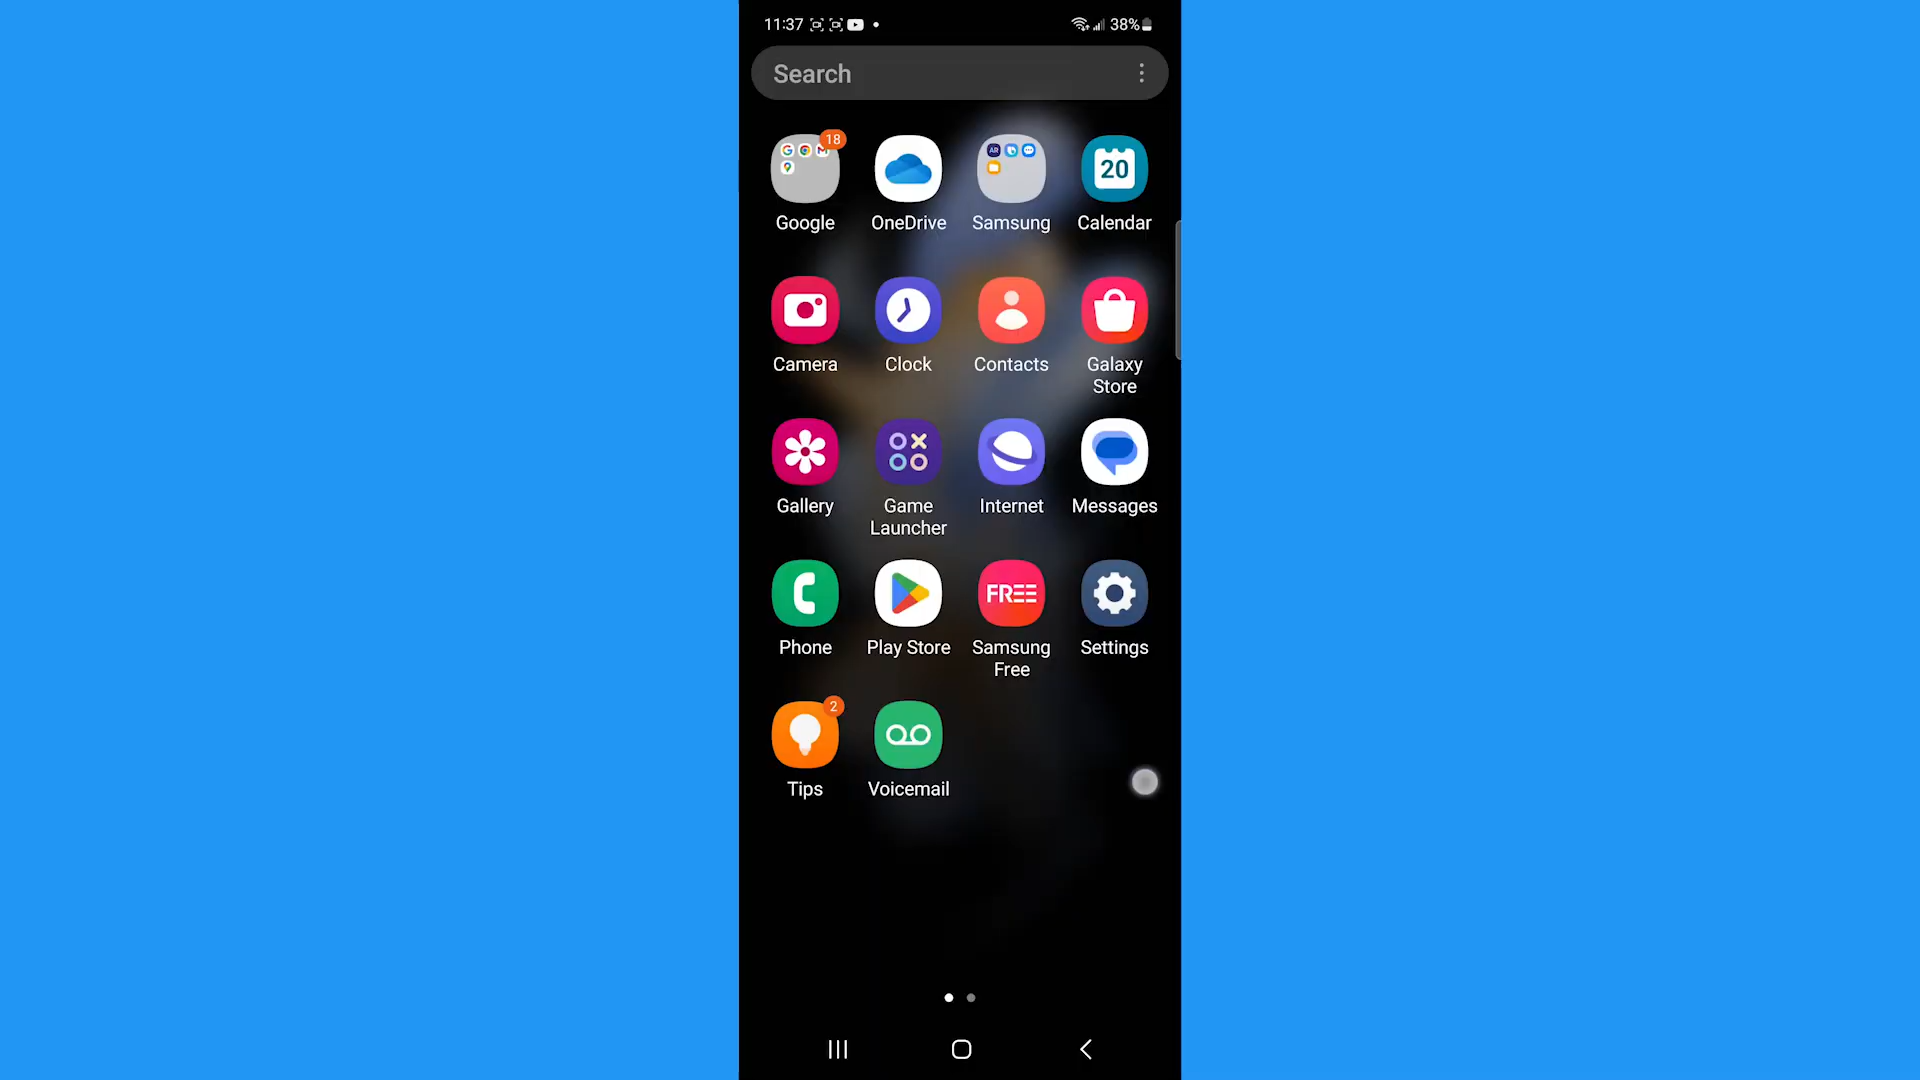 11:37 38%
Search
18
20
Google OneDrive Samsung Calendar
Camera Clock Contacts Galaxy
Store
Gallery Game Internet Messages
Launcher
FREE
Phone Play Store Samsung Settings
Free
2
Tips Voicemail